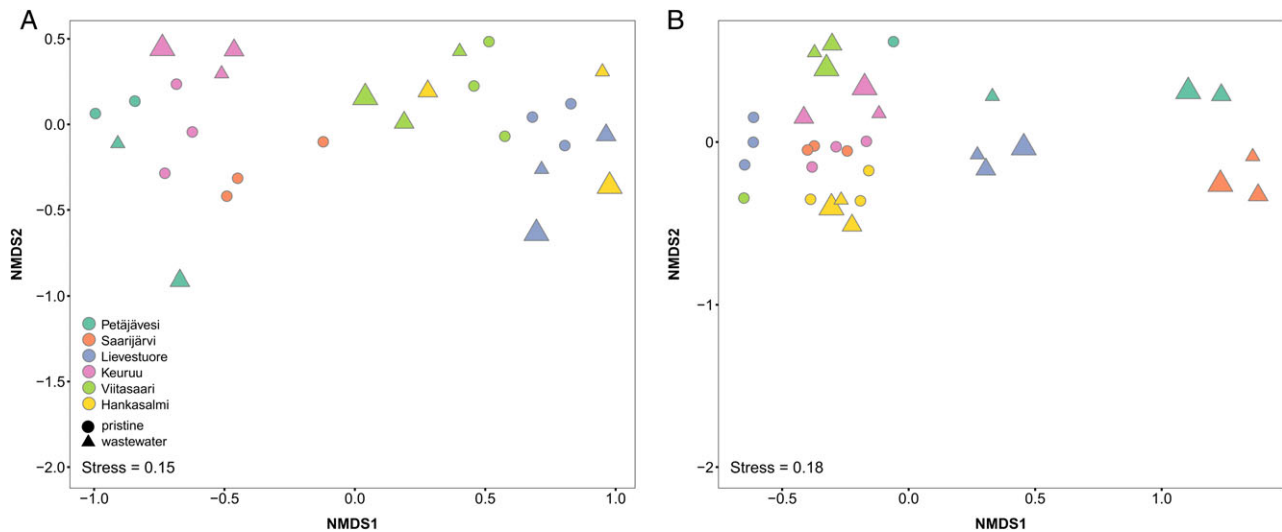 A
0.5
0.0
−0.5
−1.0
−1.5
−2.0
NMDS2
Petäjävesi
Saarijärvi
Lievestuore
Keuruu
Viitasaari
Hankasalmi
pristine
wastewater
Stress = 0.15
−1.0 −0.5 0.0 0.5 1.0
NMDS1
B
0
−1
−2
NMDS2
Stress = 0.18
−0.5 0.0 0.5 1.0
NMDS1